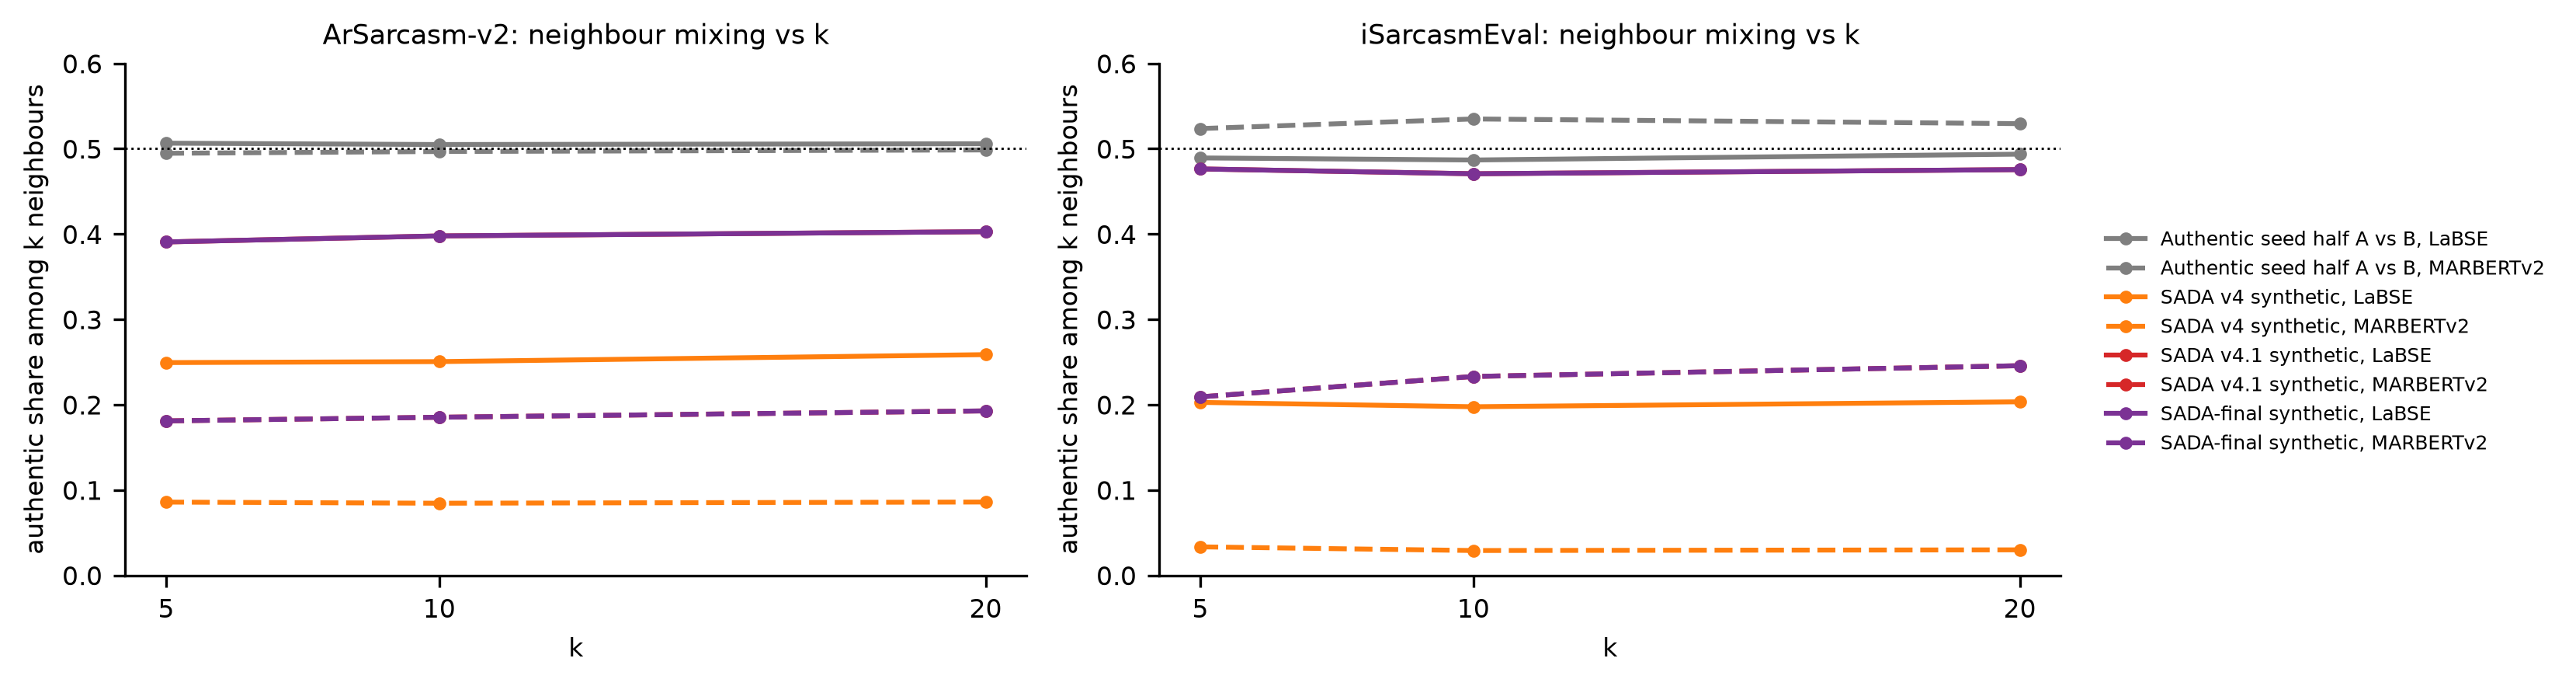 ArSarcasm-v2: neighbour mixing vs k
authentic share among k neighbours
0.6
0.5
0.4
0.3
0.2
0.1
0.0
5 10 20
k
iSarcasmEval: neighbour mixing vs k
authentic share among k neighbours
0.6
0.5
0.4
0.3
0.2
0.1
0.0
5 10 20
k
Authentic seed half A vs B, LaBSE
Authentic seed half A vs B, MARBERTv2
SADA v4 synthetic, LaBSE
SADA v4 synthetic, MARBERTv2
SADA v4.1 synthetic, LaBSE
SADA v4.1 synthetic, MARBERTv2
SADA-final synthetic, LaBSE
SADA-final synthetic, MARBERTv2